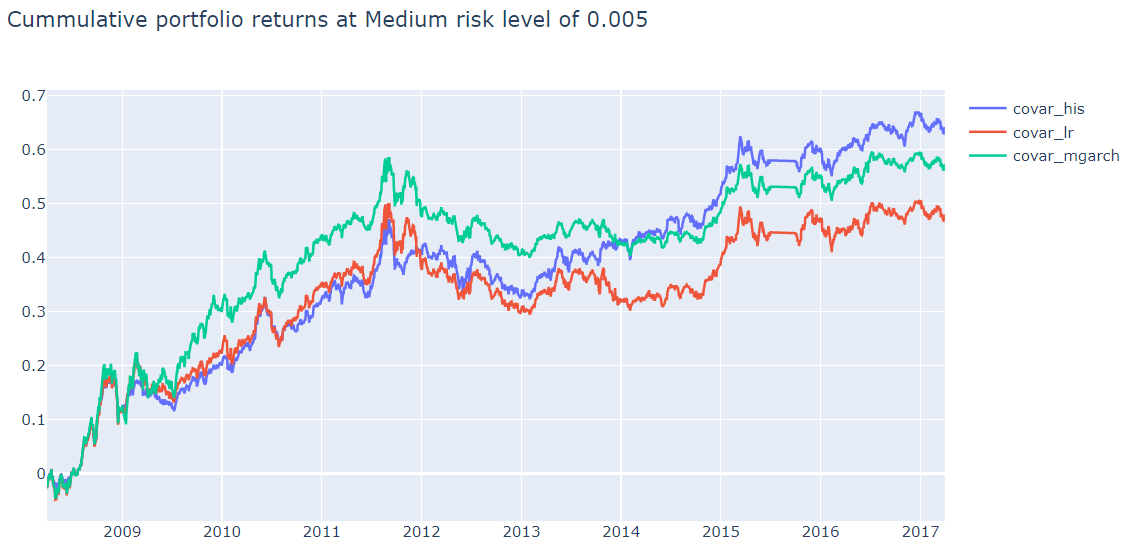 Cummulative portfolio returns at Medium risk level of 0.005
0.7
0.6
0.5
0.4
0.3
0.2
0.1
0
2009 2010 2011 2012 2013 2014 2015 2016 2017
covar_his
covar_lr
covar_mgarch